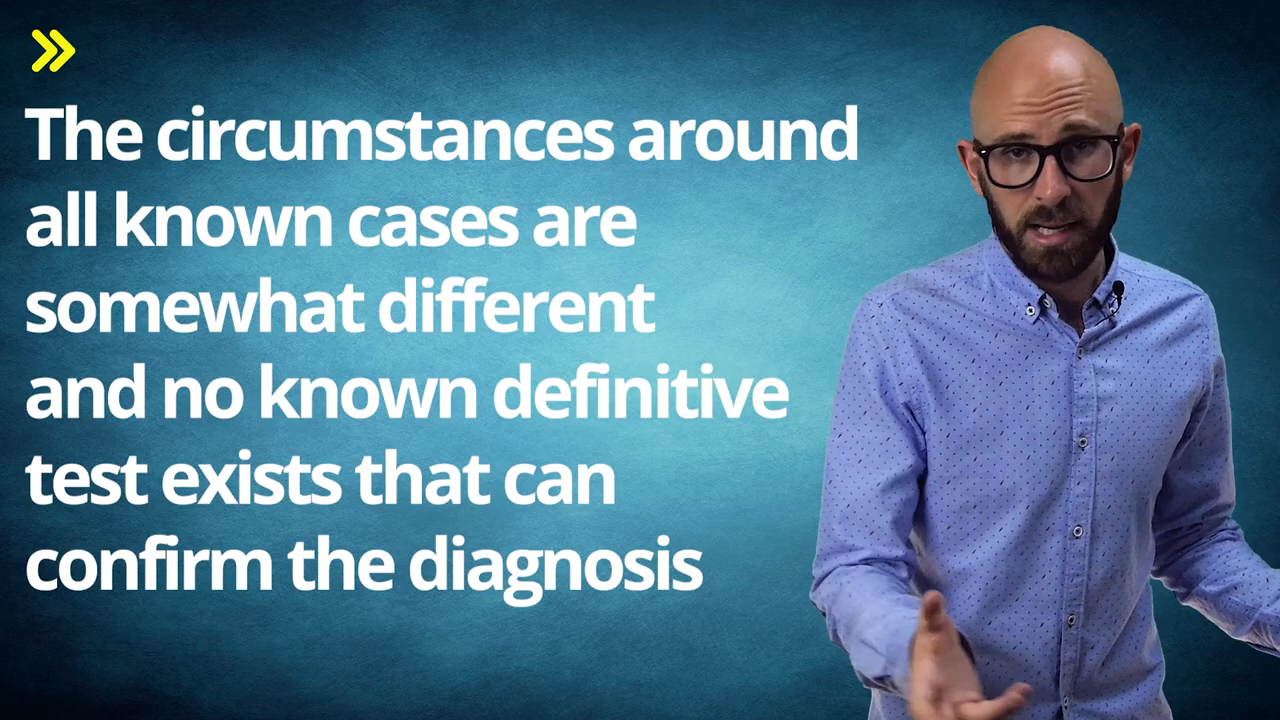 The circumstances around
all known cases are
somewhat different
and no known definitive
test exists that can
confirm the diagnosis